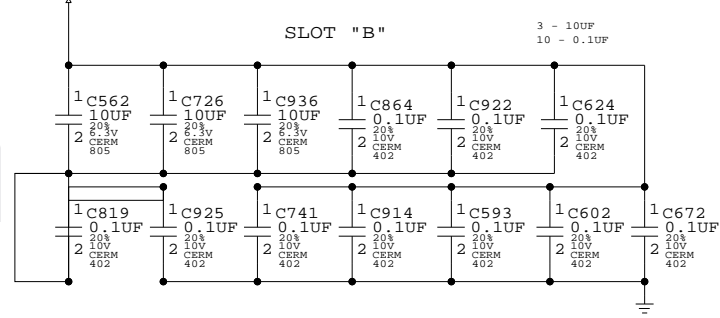 SLOT "B"
3 - 10UF
10 - 0.1UF
1 C562
10UF
20%
6.3V
2 CERM
805
1 C726
10UF
20%
6.3V
2 CERM
805
1 C936
10UF
20%
6.3V
2 CERM
805
1 C864
0.1UF
20%
10V
2 CERM
402
1 C922
0.1UF
20%
10V
2 CERM
402
1 C624
0.1UF
20%
10V
2 CERM
402
1 C819
0.1UF
20%
10V
2 CERM
402
1 C925
0.1UF
20%
10V
2 CERM
402
1 C741
0.1UF
20%
10V
2 CERM
402
1 C914
0.1UF
20%
10V
2 CERM
402
1 C593
0.1UF
20%
10V
2 CERM
402
1 C602
0.1UF
20%
10V
2 CERM
402
1 C672
0.1UF
20%
10V
2 CERM
402